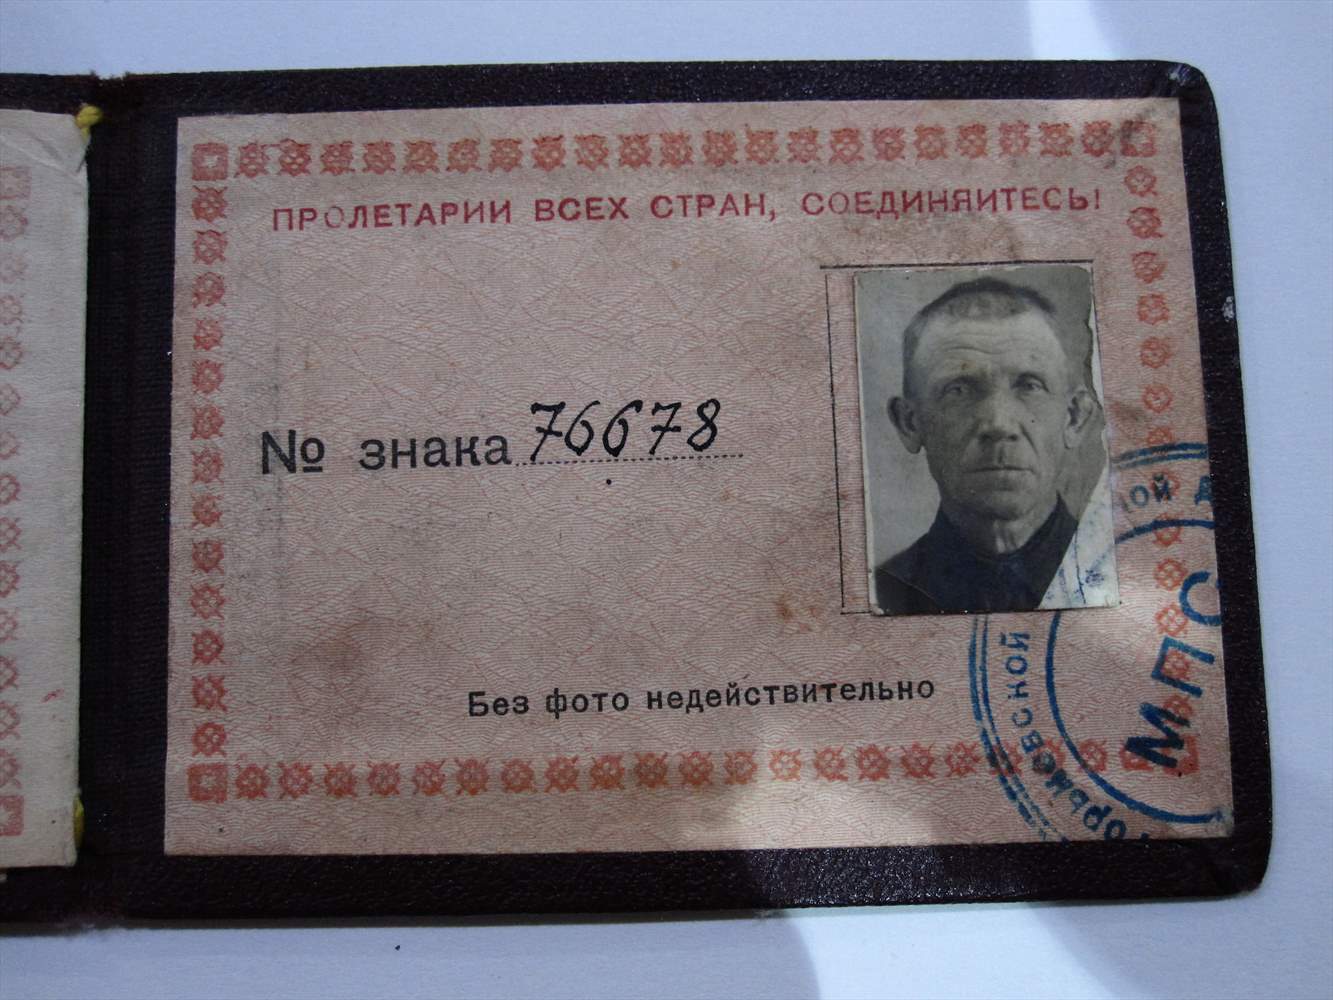 ПРОЛЕТАРИИ ВСЕХ СТРАН, СОЕДИНЯЙТЕСЬ!
№ знака 76678
Без фото недействительно
МПС